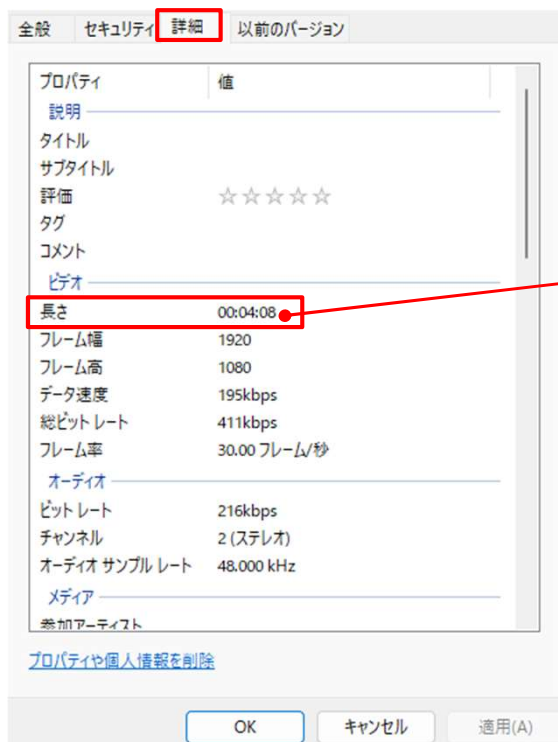 全般 セキュリティ 詳細 以前のバージョン
プロパティ 値
説明
タイトル
サブタイトル
評価 ☆☆☆☆☆
タグ
コメント
ビデオ
長さ 00:04:08
フレーム幅 1920
フレーム高 1080
データ速度 195kbps
総ビット レート 411kbps
フレーム率 30.00 フレーム/秒
オーディオ
ビット レート 216kbps
チャンネル 2 (ステレオ)
オーディオ サンプル レート 48.000 kHz
メディア
参加アーティスト
プロパティや個人情報を削除
OK キャンセル 適用(A)